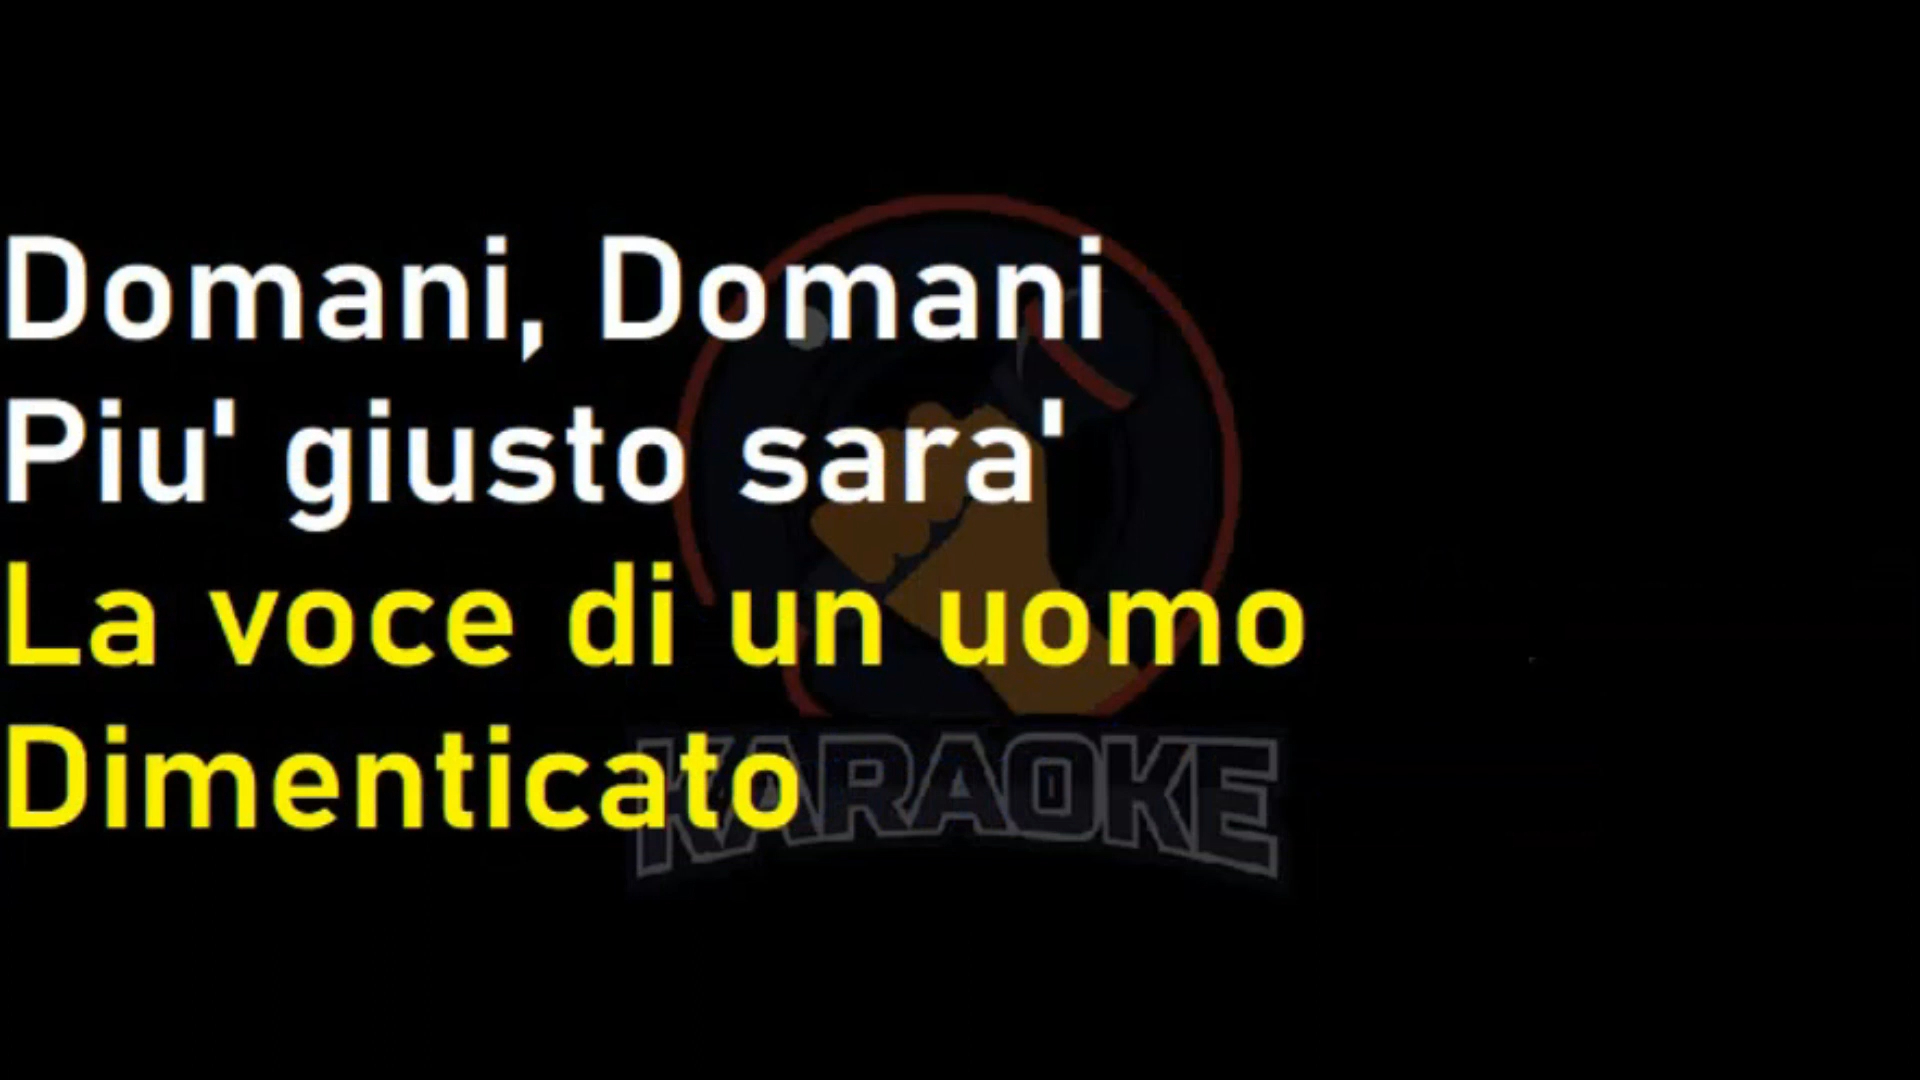 Domani, Domani
Piu' giusto sara'
La voce di un uomo
Dimenticato
KARAOKE